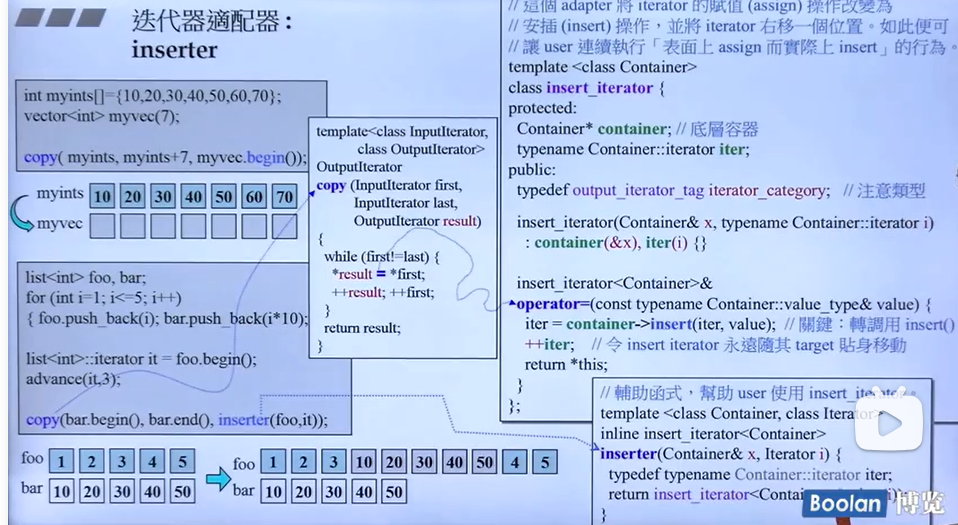 迭代器適配器 :
inserter
int myints[]={10,20,30,40,50,60,70};
vector<int> myvec(7);
copy( myints, myints+7, myvec.begin());
myints 10 20 30 40 50 60 70
myvec
list<int> foo, bar;
for (int i=1; i<=5; i++)
{ foo.push_back(i); bar.push_back(i*10);
list<int>::iterator it = foo.begin();
advance(it,3);
copy(bar.begin(), bar.end(), inserter(foo,it));
foo 1 2 3 4 5
bar 10 20 30 40 50
foo 1 2 3 10 20 30 40 50 4 5
bar 10 20 30 40 50
template<class InputIterator,
class OutputIterator>
OutputIterator
copy (InputIterator first,
InputIterator last,
OutputIterator result)
{
while (first!=last) {
*result = *first;
++result; ++first;
}
return result;
}
// 這個 adapter 將 iterator 的賦值 (assign) 操作改變為
// 安插 (insert) 操作，並將 iterator 右移一個位置。如此便可
// 讓 user 連續執行「表面上 assign 而實際上 insert」的行為。
template <class Container>
class insert_iterator {
protected:
Container* container; // 底層容器
typename Container::iterator iter;
public:
typedef output_iterator_tag iterator_category; // 注意類型
insert_iterator(Container& x, typename Container::iterator i)
: container(&x), iter(i) {}
insert_iterator<Container>&
operator=(const typename Container::value_type& value) {
iter = container->insert(iter, value); // 關鍵：轉調用 insert()
++iter; // 令 insert iterator 永遠隨其 target 貼身移動
return *this;
}
};
// 輔助函式，幫助 user 使用 insert_iterator。
template <class Container, class Iterator>
inline insert_iterator<Container>
inserter(Container& x, Iterator i) {
typedef typename Container::iterator iter;
return insert_iterator<Contai
}
Boolan 博览